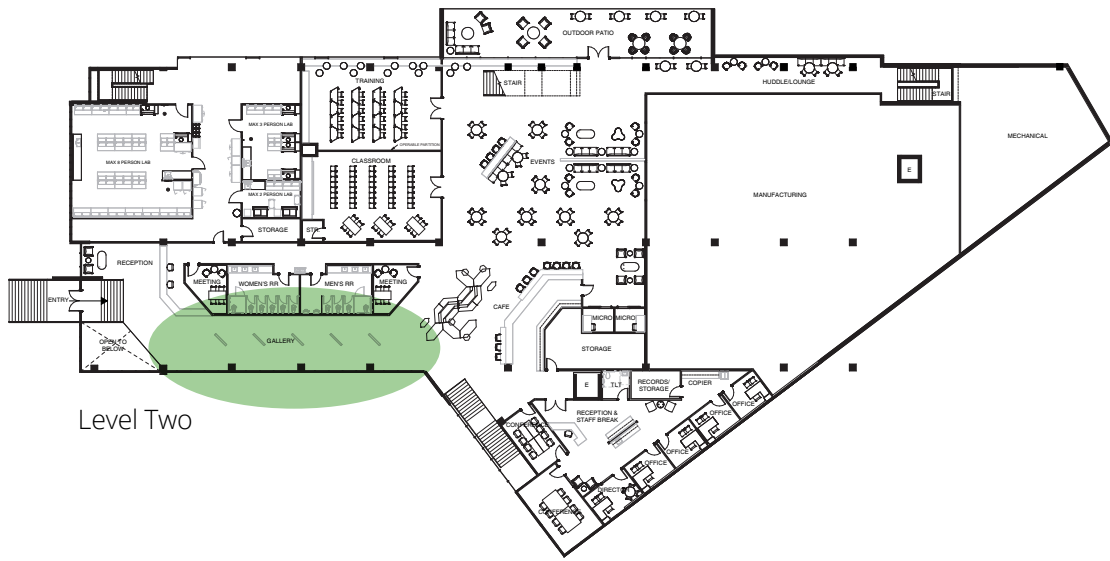 OUTDOOR PATIO
TRAINING
STAIR
HUDDLE/LOUNGE
STAIR
MECHANICAL
MAX 3 PERSON LAB
OPERABLE PARTITION
MAX 8 PERSON LAB
CLASSROOM
EVENTS
E
MANUFACTURING
MAX 2 PERSON LAB
STORAGE
STR.
RECEPTION
MEETING
WOMEN'S RR
MEN'S RR
MEETING
ENTRY
CAFE
MICRO
MICRO
GALLERY
OPEN TO
BELOW
STORAGE
E
TLT
RECORDS/
STORAGE
COPIER
Level Two
OFFICE
RECEPTION &
STAFF BREAK
OFFICE
CONFERENCE
OFFICE
OFFICE
DIRECTOR
CONFERENCE